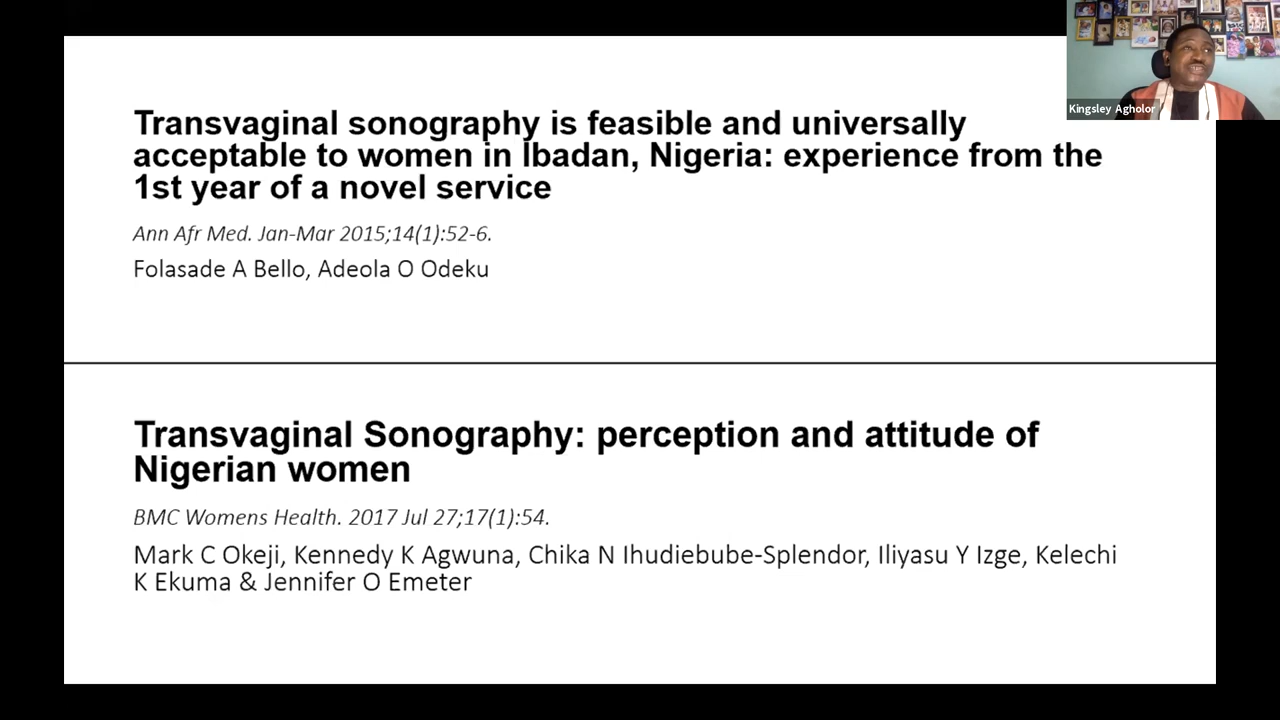 Kingsley Agholor
Transvaginal sonography is feasible and universally
acceptable to women in Ibadan, Nigeria: experience from the
1st year of a novel service
Ann Afr Med. Jan-Mar 2015;14(1):52-6.
Folasade A Bello, Adeola O Odeku
Transvaginal Sonography: perception and attitude of
Nigerian women
BMC Womens Health. 2017 Jul 27;17(1):54.
Mark C Okeji, Kennedy K Agwuna, Chika N Ihudiebube-Splendor, Iliyasu Y Izge, Kelechi
K Ekuma & Jennifer O Emeter